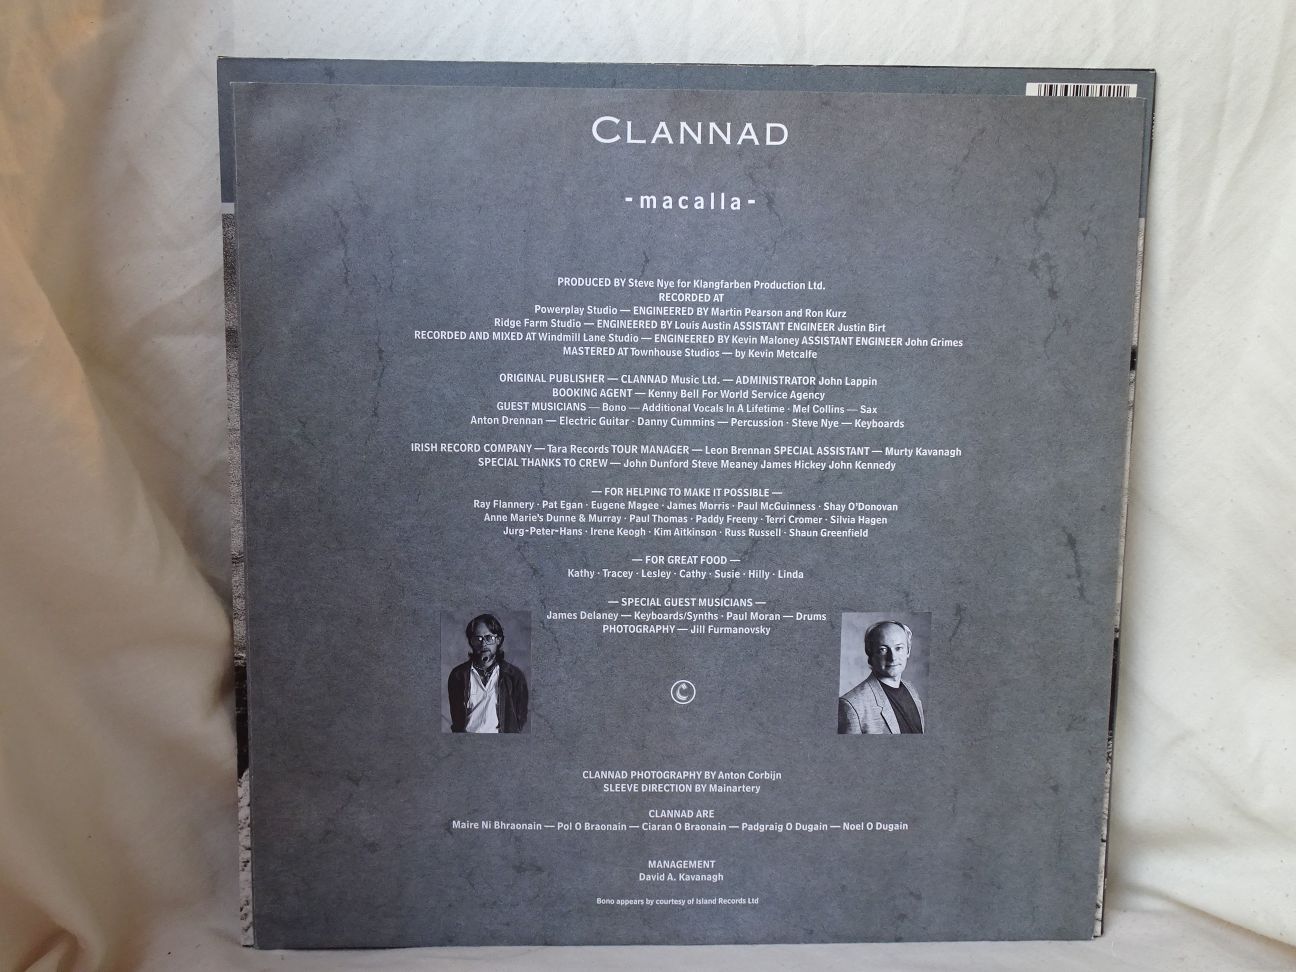 CLANNAD
-macalla-
PRODUCED BY Steve Nye for Klangfarben Production Ltd.
RECORDED AT
Powerplay Studio — ENGINEERED BY Martin Pearson and Ron Kurz
Ridge Farm Studio — ENGINEERED BY Louis Austin ASSISTANT ENGINEER Justin Birt
RECORDED AND MIXED AT Windmill Lane Studio — ENGINEERED BY Kevin Maloney ASSISTANT ENGINEER John Grimes
MASTERED AT Townhouse Studios — by Kevin Metcalfe
ORIGINAL PUBLISHER — CLANNAD Music Ltd. — ADMINISTRATOR John Lappin
BOOKING AGENT — Kenny Bell For World Service Agency
GUEST MUSICIANS — Bono — Additional Vocals In A Lifetime · Mel Collins — Sax
Anton Drennan — Electric Guitar · Danny Cummins — Percussion · Steve Nye — Keyboards
IRISH RECORD COMPANY — Tara Records TOUR MANAGER — Leon Brennan SPECIAL ASSISTANT — Murty Kavanagh
SPECIAL THANKS TO CREW — John Dunford Steve Meaney James Hickey John Kennedy
— FOR HELPING TO MAKE IT POSSIBLE —
Ray Flannery · Pat Egan · Eugene Magee · James Morris · Paul McGuinness · Shay O'Donovan
Anne Marie's Dunne & Murray · Paul Thomas · Paddy Freeny · Terri Cromer · Silvia Hagen
Jurg-Peter-Hans · Irene Keogh · Kim Aitkinson · Russ Russell · Shaun Greenfield
— FOR GREAT FOOD —
Kathy · Tracey · Lesley · Cathy · Susie · Hilly · Linda
— SPECIAL GUEST MUSICIANS —
James Delaney — Keyboards/Synths · Paul Moran — Drums
PHOTOGRAPHY — Jill Furmanovsky
C
CLANNAD PHOTOGRAPHY BY Anton Corbijn
SLEEVE DIRECTION BY Mainartery
CLANNAD ARE
Maire Ni Bhraonain — Pol O Braonain — Ciaran O Braonain — Padgraig O Dugain — Noel O Dugain
MANAGEMENT
David A. Kavanagh
Bono appears by courtesy of Island Records Ltd